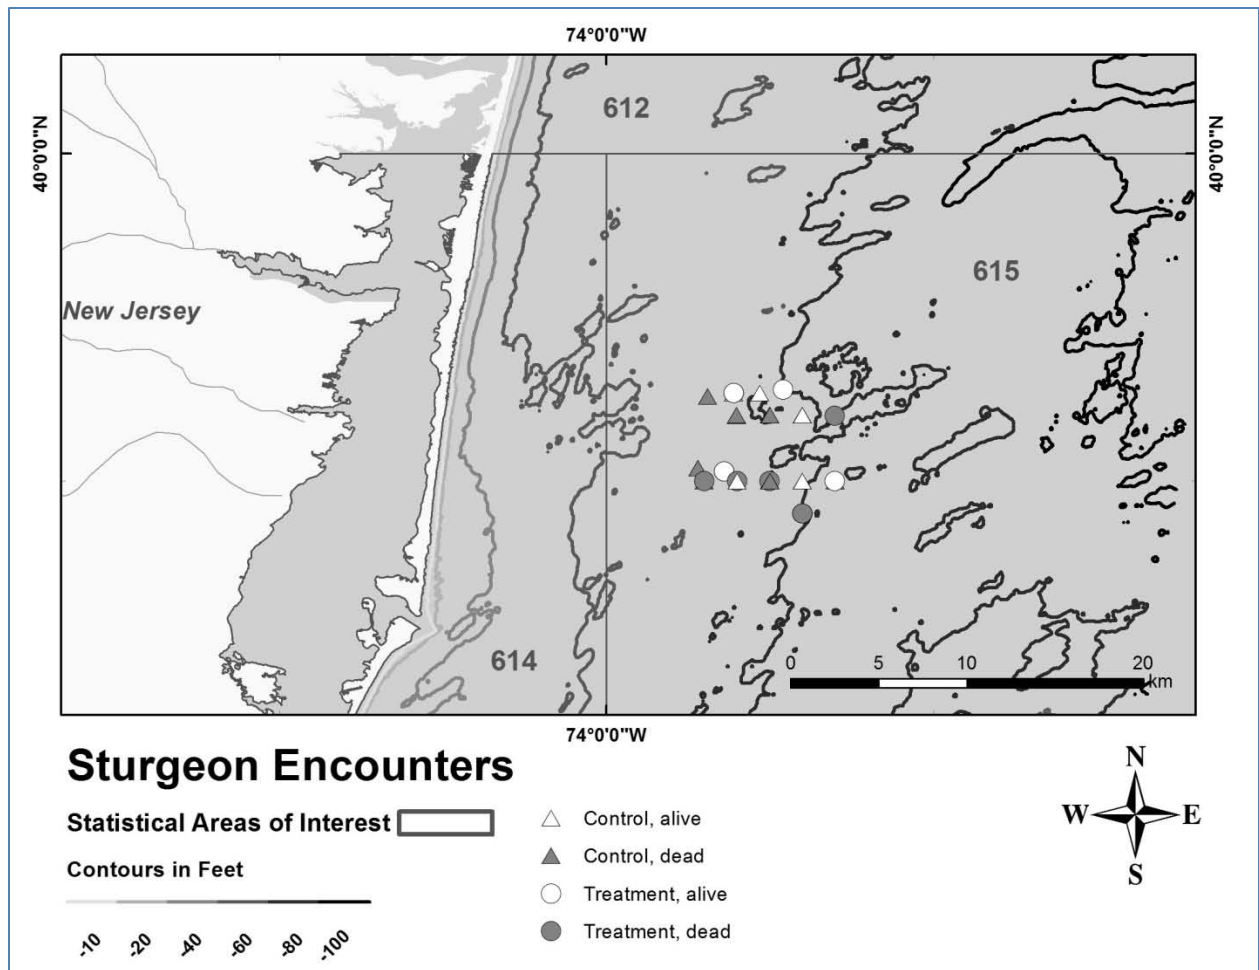 74°0'0"W
612
40°0'0"N
40°0'0"N
615
New Jersey
614
0 5 10 20
km
74°0'0"W
Sturgeon Encounters
Statistical Areas of Interest
Contours in Feet
-10 -20 -40 -60 -80 -100
Control, alive
Control, dead
Treatment, alive
Treatment, dead
N
W E
S